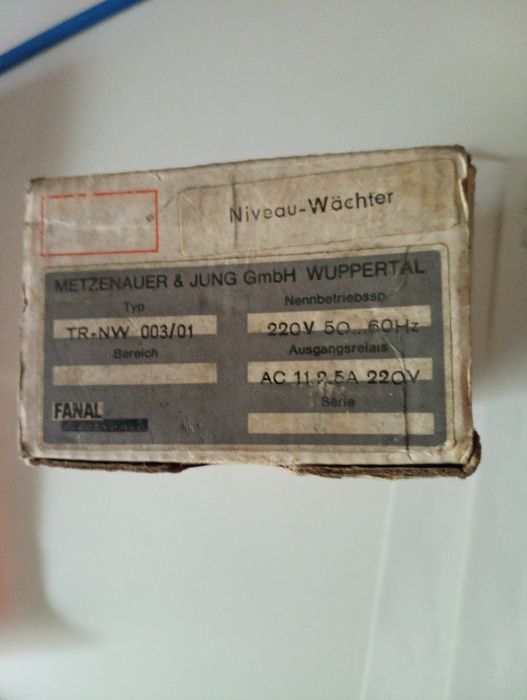 Niveau-Wächter
METZENAUER & JUNG GmbH WUPPERTAL
Typ
TR-NW 003/01
Nennbetriebssp.
220V 50...60Hz
Bereich
Ausgangsrelais
AC 11.2.5A 220V
FANAL
Serie